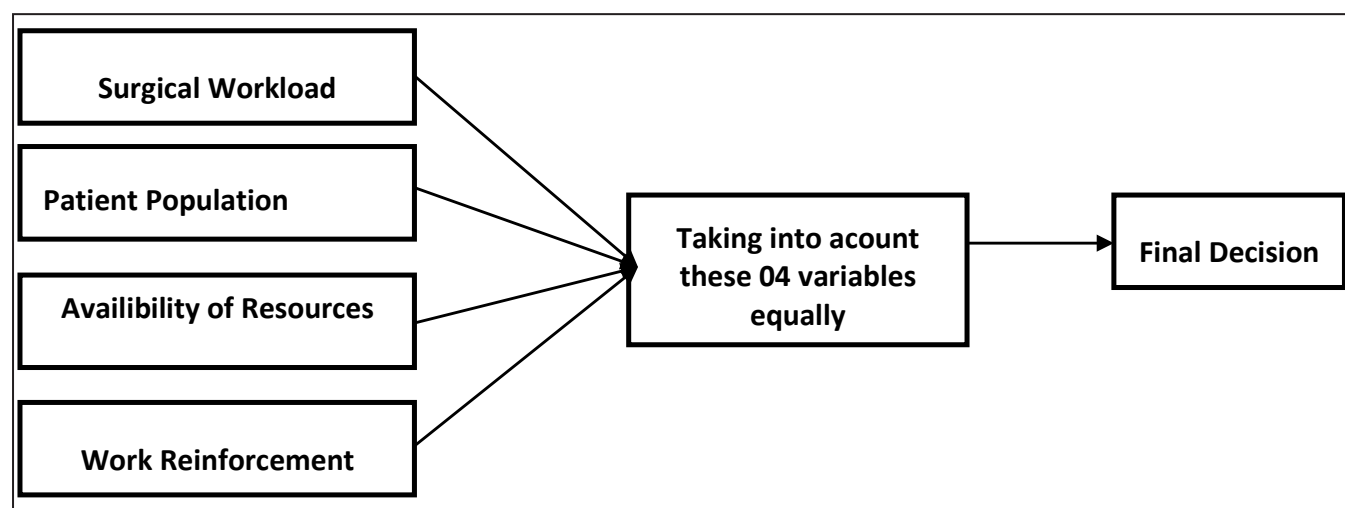 Surgical Workload
Patient Population
Availibility of Resources
Work Reinforcement
Taking into acount
these 04 variables
equally
Final Decision